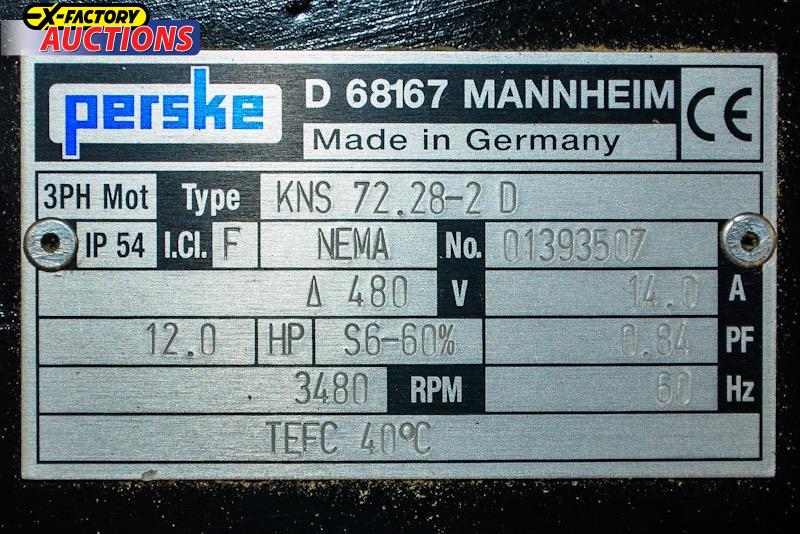 EX-FACTORY
AUCTIONS
perske
D 68167 MANNHEIM
Made in Germany
CE
3PH Mot Type KNS 72.28-2 D
IP 54 I.Cl. F NEMA No. 01393507
Δ 480 V 14.0 A
12.0 HP S6-60% 0.84 PF
3480 RPM 60 Hz
TEFC 40°C